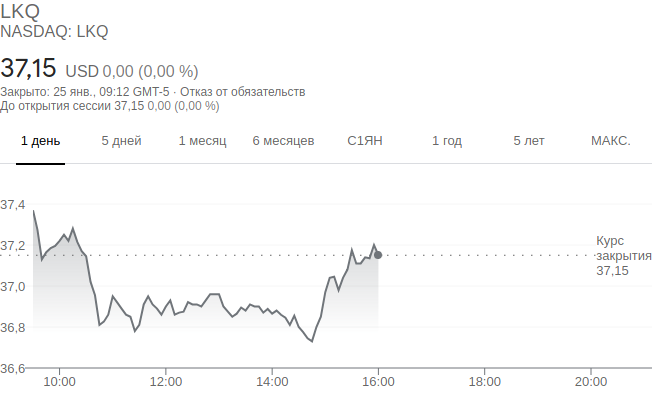 LKQ
NASDAQ: LKQ
37,15 USD 0,00 (0,00 %)
Закрыто: 25 янв., 09:12 GMT-5 · Отказ от обязательств
До открытия сессии 37,15 0,00 (0,00 %)
1 день 5 дней 1 месяц 6 месяцев С1ЯН 1 год 5 лет МАКС.
37,4
37,2
37,0
36,8
36,6
Курс
закрытия
37,15
10:00 12:00 14:00 16:00 18:00 20:00